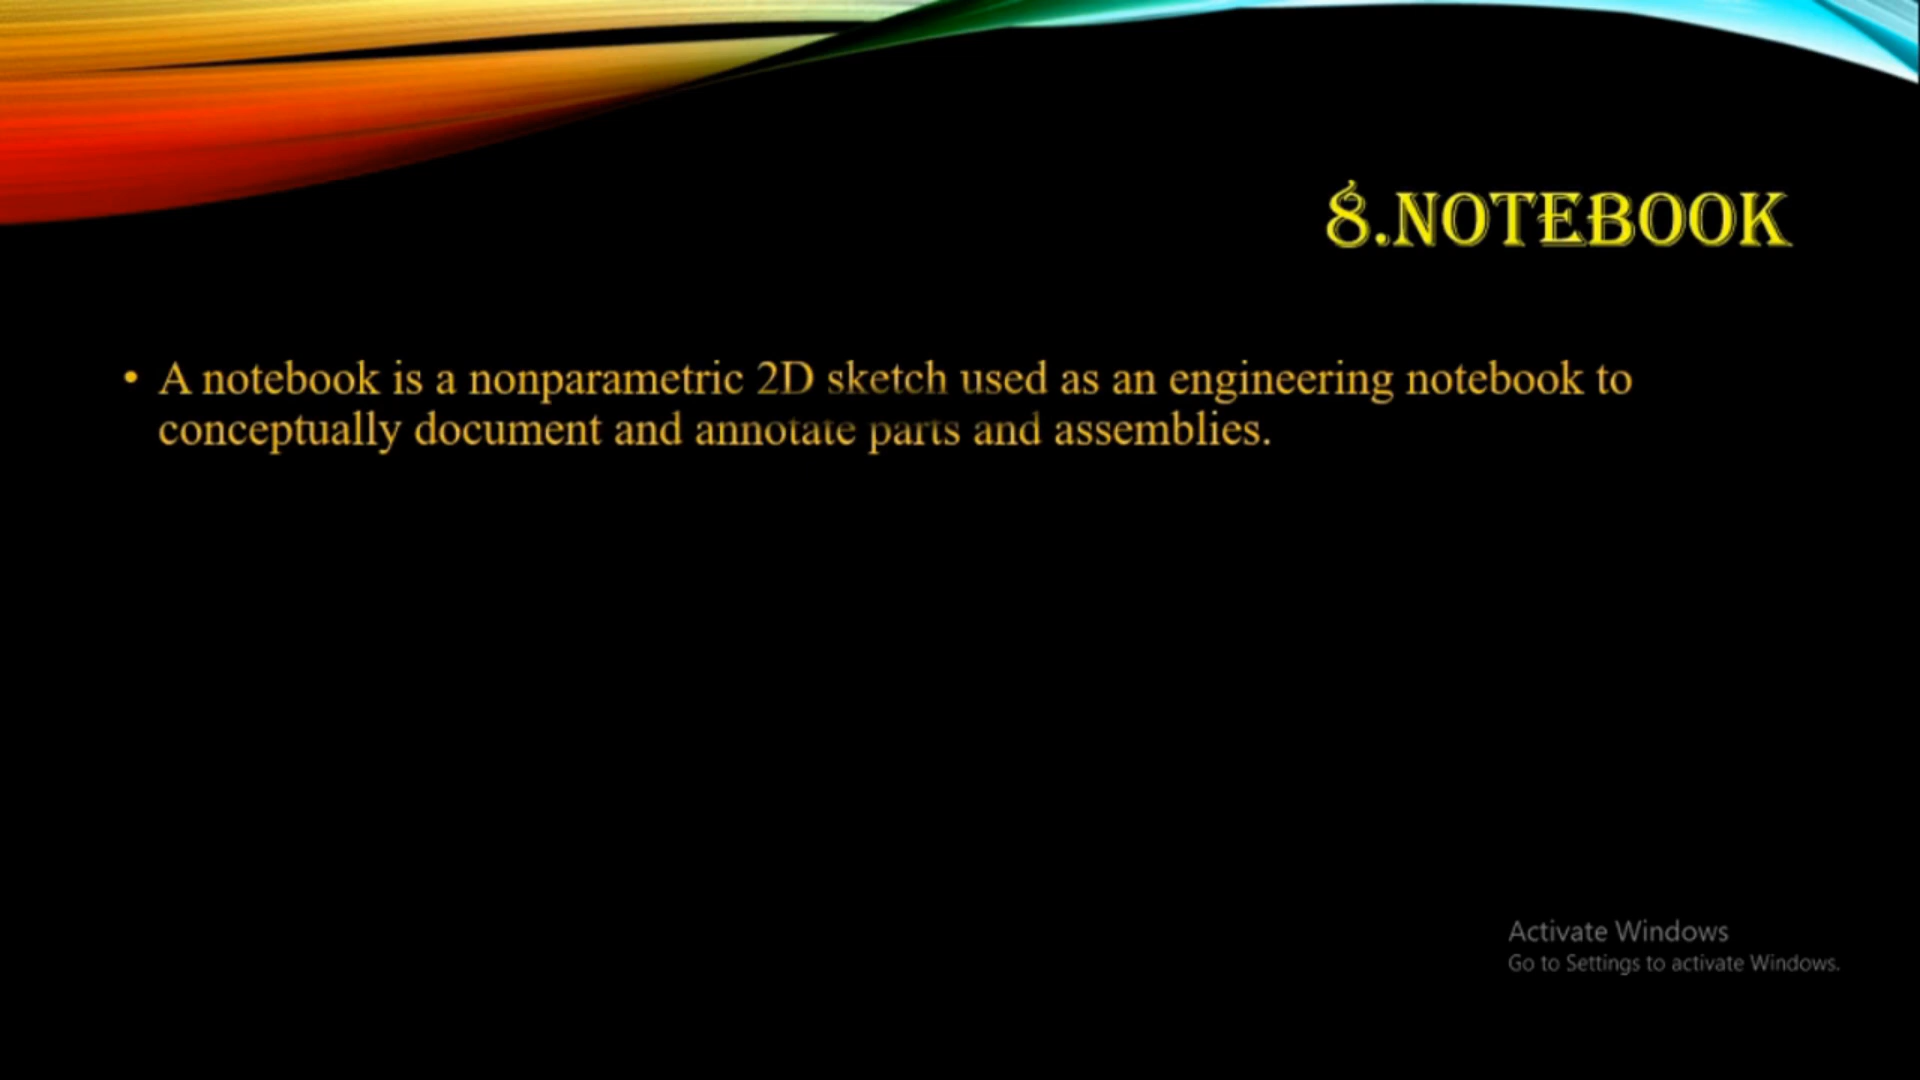 8.NOTEBOOK
• A notebook is a nonparametric 2D sketch used as an engineering notebook to
conceptually document and annotate parts and assemblies.
Activate Windows
Go to Settings to activate Windows.